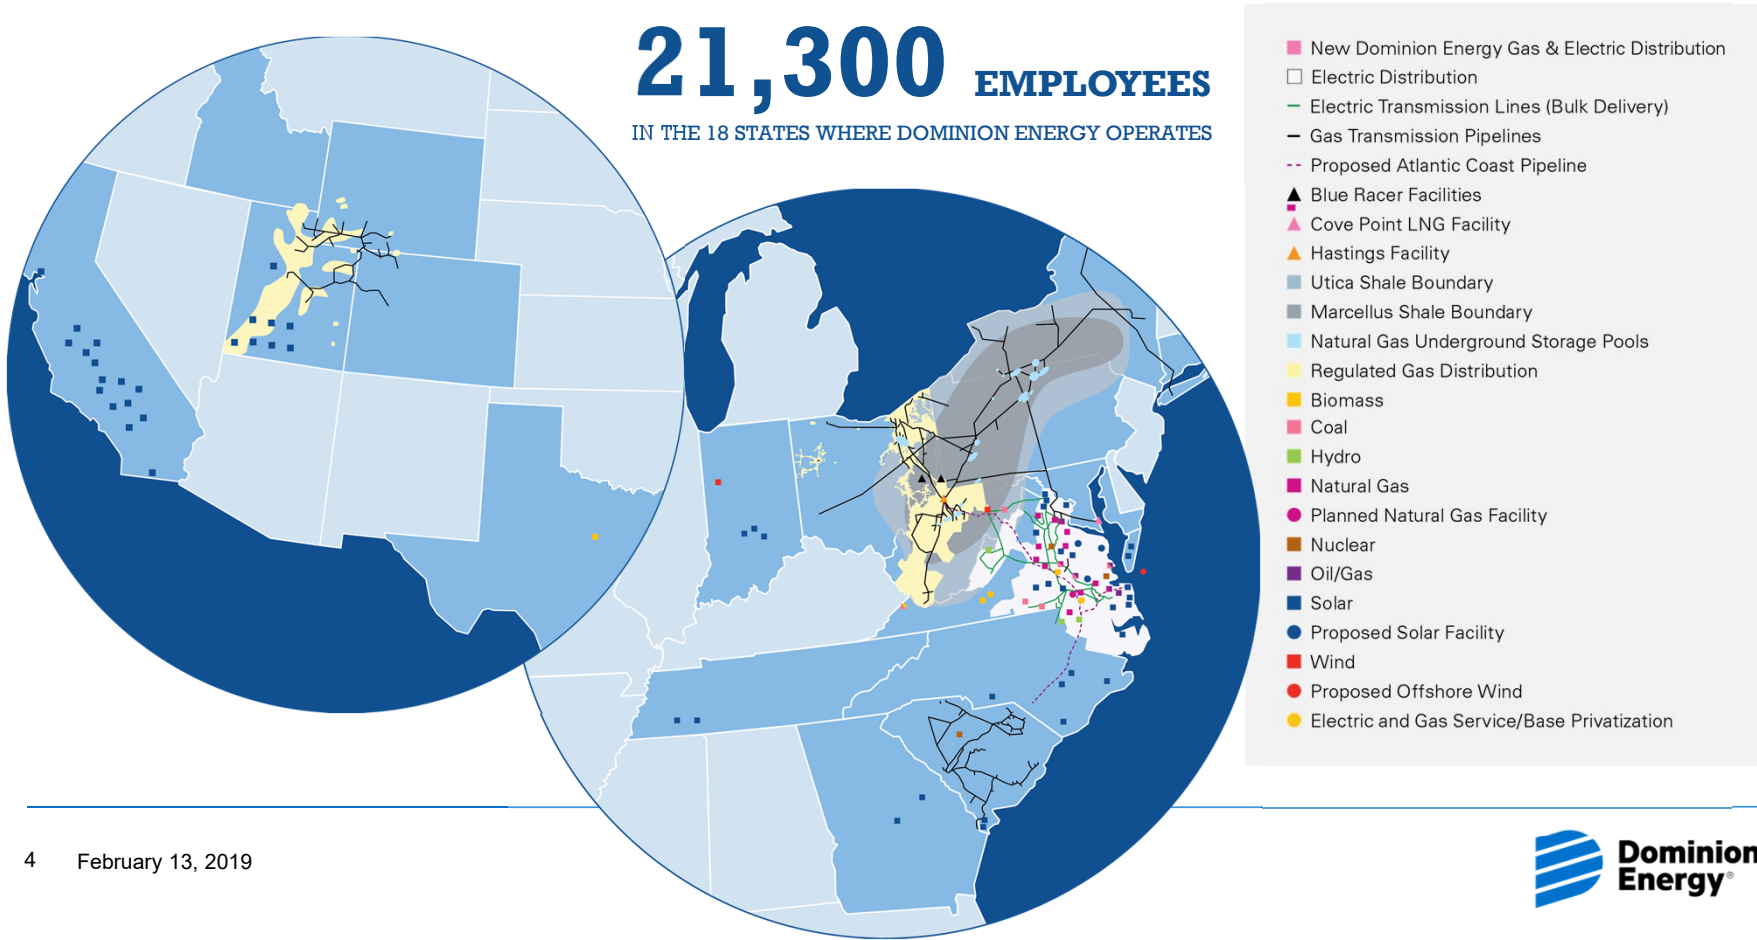 21,300 EMPLOYEES
IN THE 18 STATES WHERE DOMINION ENERGY OPERATES
New Dominion Energy Gas & Electric Distribution
Electric Distribution
Electric Transmission Lines (Bulk Delivery)
Gas Transmission Pipelines
Proposed Atlantic Coast Pipeline
Blue Racer Facilities
Cove Point LNG Facility
Hastings Facility
Utica Shale Boundary
Marcellus Shale Boundary
Natural Gas Underground Storage Pools
Regulated Gas Distribution
Biomass
Coal
Hydro
Natural Gas
Planned Natural Gas Facility
Nuclear
Oil/Gas
Solar
Proposed Solar Facility
Wind
Proposed Offshore Wind
Electric and Gas Service/Base Privatization
4 February 13, 2019
Dominion
Energy®